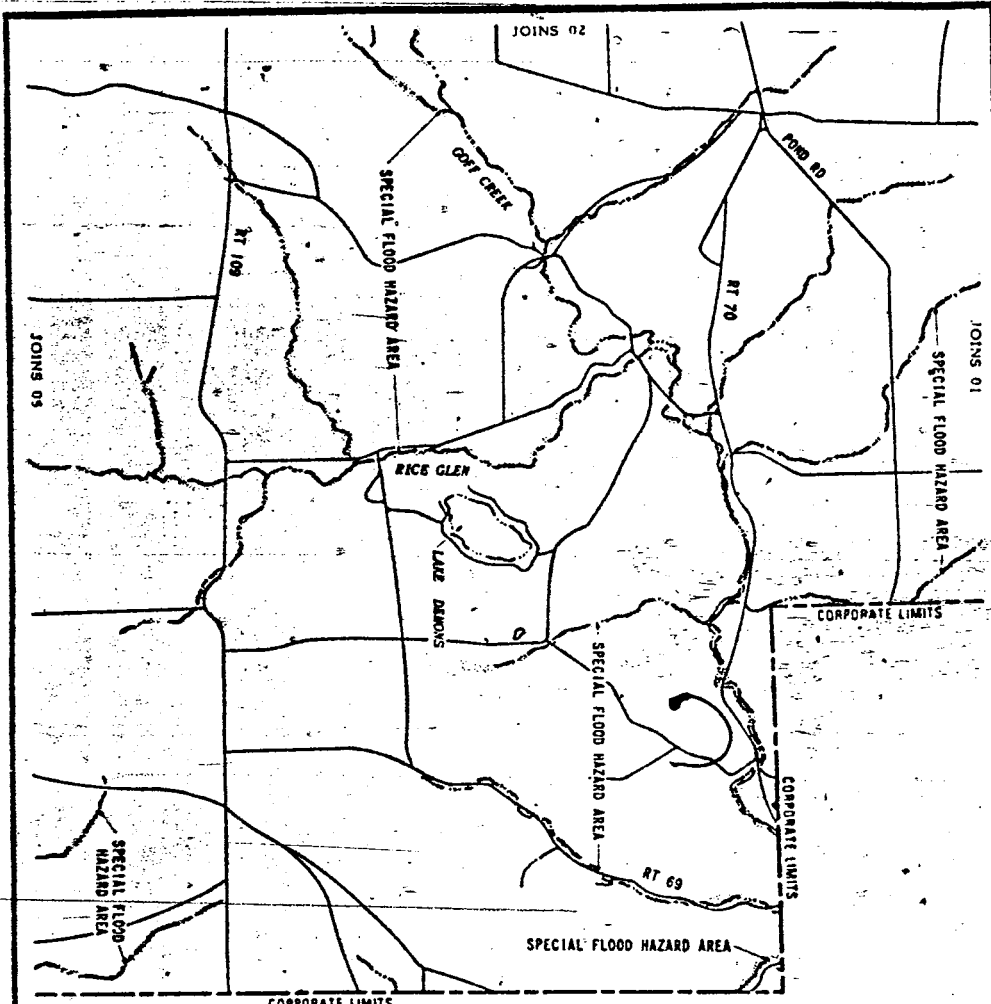 JOINS 02
POND RD
GOFF CREEK
SPECIAL FLOOD HAZARD AREA
RT 109
RT 70
JOINS 01
SPECIAL FLOOD HAZARD AREA
JOINS 05
RICE GLEN
LAKE DEMONS
CORPORATE LIMITS
SPECIAL FLOOD HAZARD AREA
CORPORATE LIMITS
SPECIAL FLOOD
HAZARD AREA
RT 69
SPECIAL FLOOD HAZARD AREA
CORPORATE LIMITS